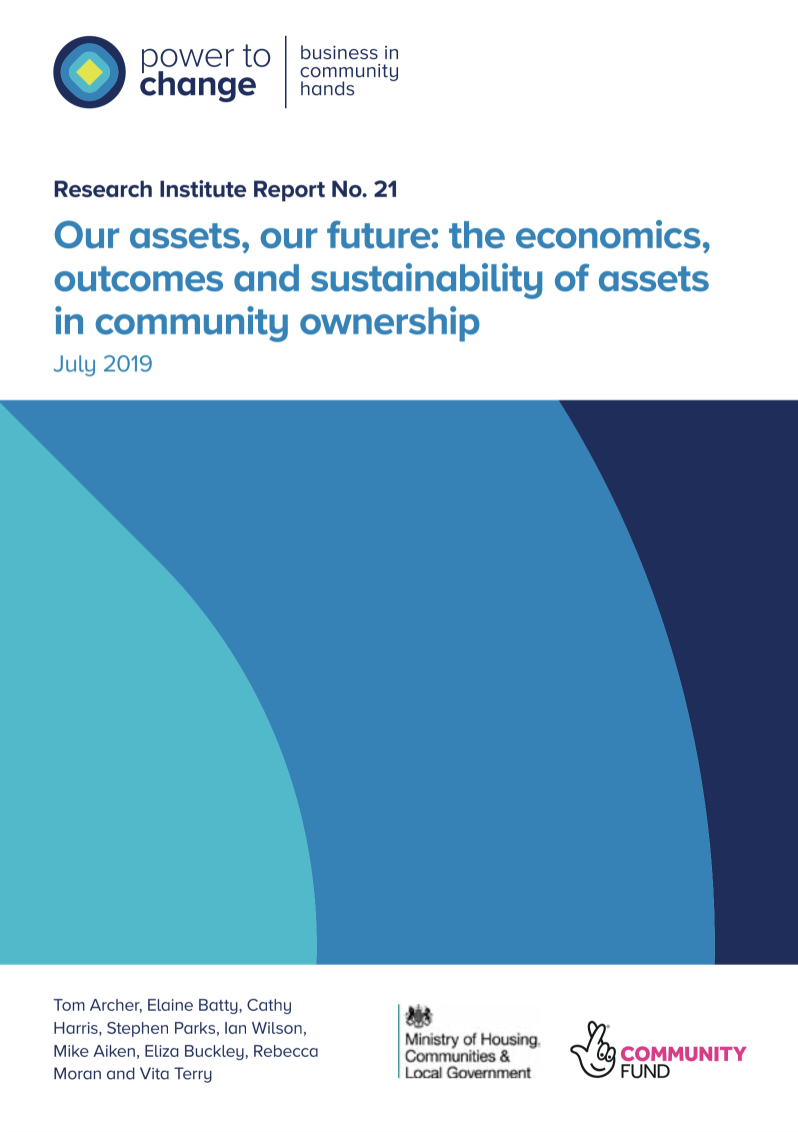 power to
change
business in
community
hands
Research Institute Report No. 21
Our assets, our future: the economics,
outcomes and sustainability of assets
in community ownership
July 2019
Tom Archer, Elaine Batty, Cathy
Harris, Stephen Parks, Ian Wilson,
Mike Aiken, Eliza Buckley, Rebecca
Moran and Vita Terry
Ministry of Housing,
Communities &
Local Government
COMMUNITY
FUND